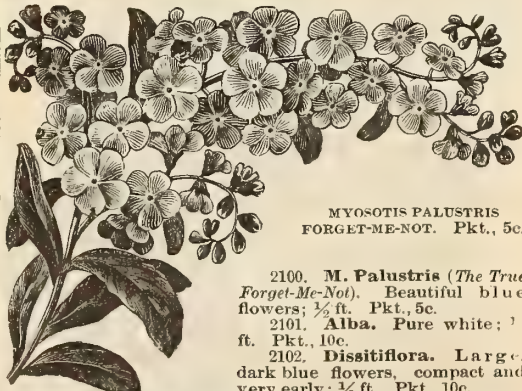 MYOSOTIS PALUSTRIS
FORGET-ME-NOT. Pkt., 5c.
2100. M. Palustris (The True
Forget-Me-Not). Beautiful blue
flowers; ½ ft. Pkt., 5c.
2101. Alba. Pure white;
ft. Pkt., 10c.
2102. Dissitiflora. Large,
dark blue flowers, compact and
very early; ½ ft. Pkt., 10c.